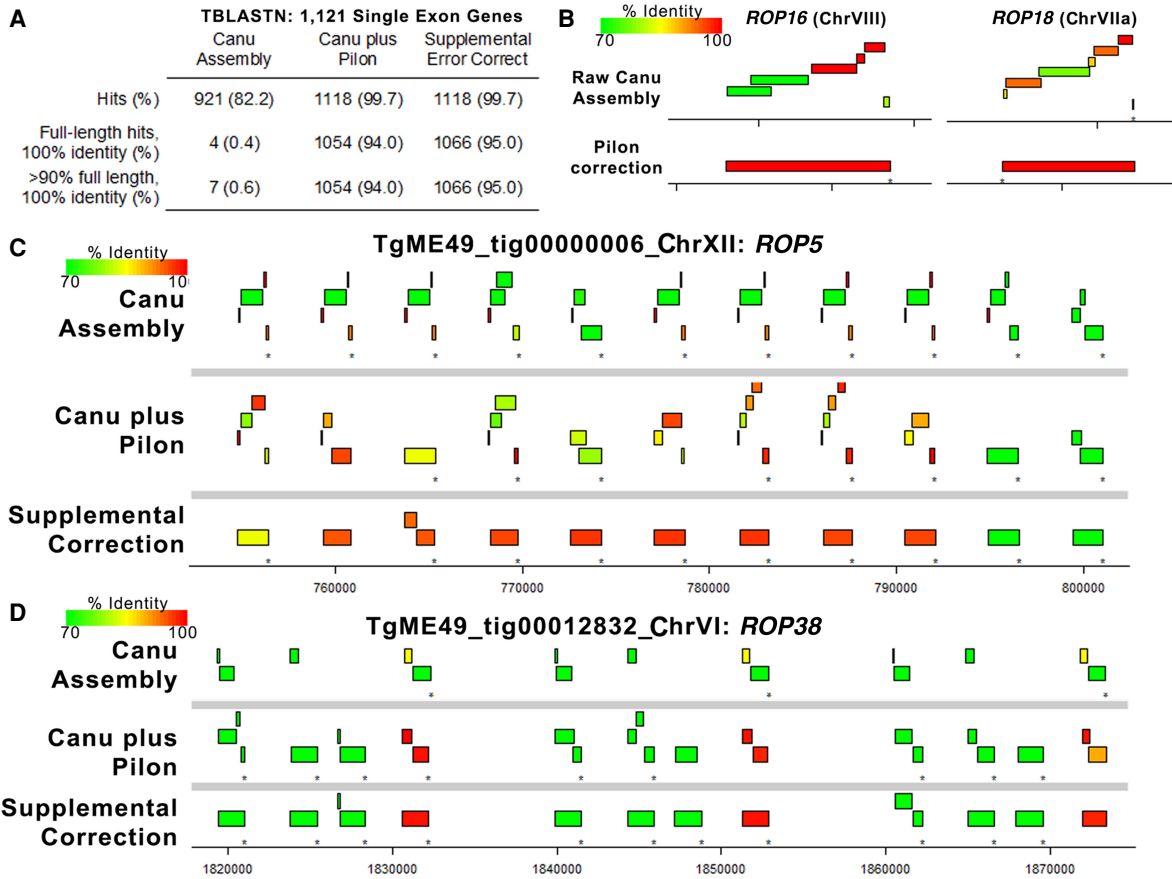 A
TBLASTN: 1,121 Single Exon Genes
Canu Assembly
Canu plus Pilon
Supplemental Error Correct
Hits (%)
921 (82.2)
1118 (99.7)
1118 (99.7)
Full-length hits, 100% identity (%)
4 (0.4)
1054 (94.0)
1066 (95.0)
>90% full length, 100% identity (%)
7 (0.6)
1054 (94.0)
1066 (95.0)
B
% Identity
70
100
ROP16 (ChrVIII)
ROP18 (ChrVIIa)
Raw Canu
Assembly
*
Pilon
correction
*
*
C
TgME49_tig00000006_ChrXII: ROP5
% Identity
70
10
Canu
Assembly
* * * * * * * * * * *
Canu plus
Pilon
* * * * * * * * *
Supplemental
Correction
* * * * * * * * * * *
760000
770000
780000
790000
800000
D
% Identity
70
100
TgME49_tig00012832_ChrVI: ROP38
Canu
Assembly
* * *
Canu plus
Pilon
* * * * * * * * *
Supplemental
Correction
* * * * * * * * * * *
1820000
1830000
1840000
1850000
1860000
1870000